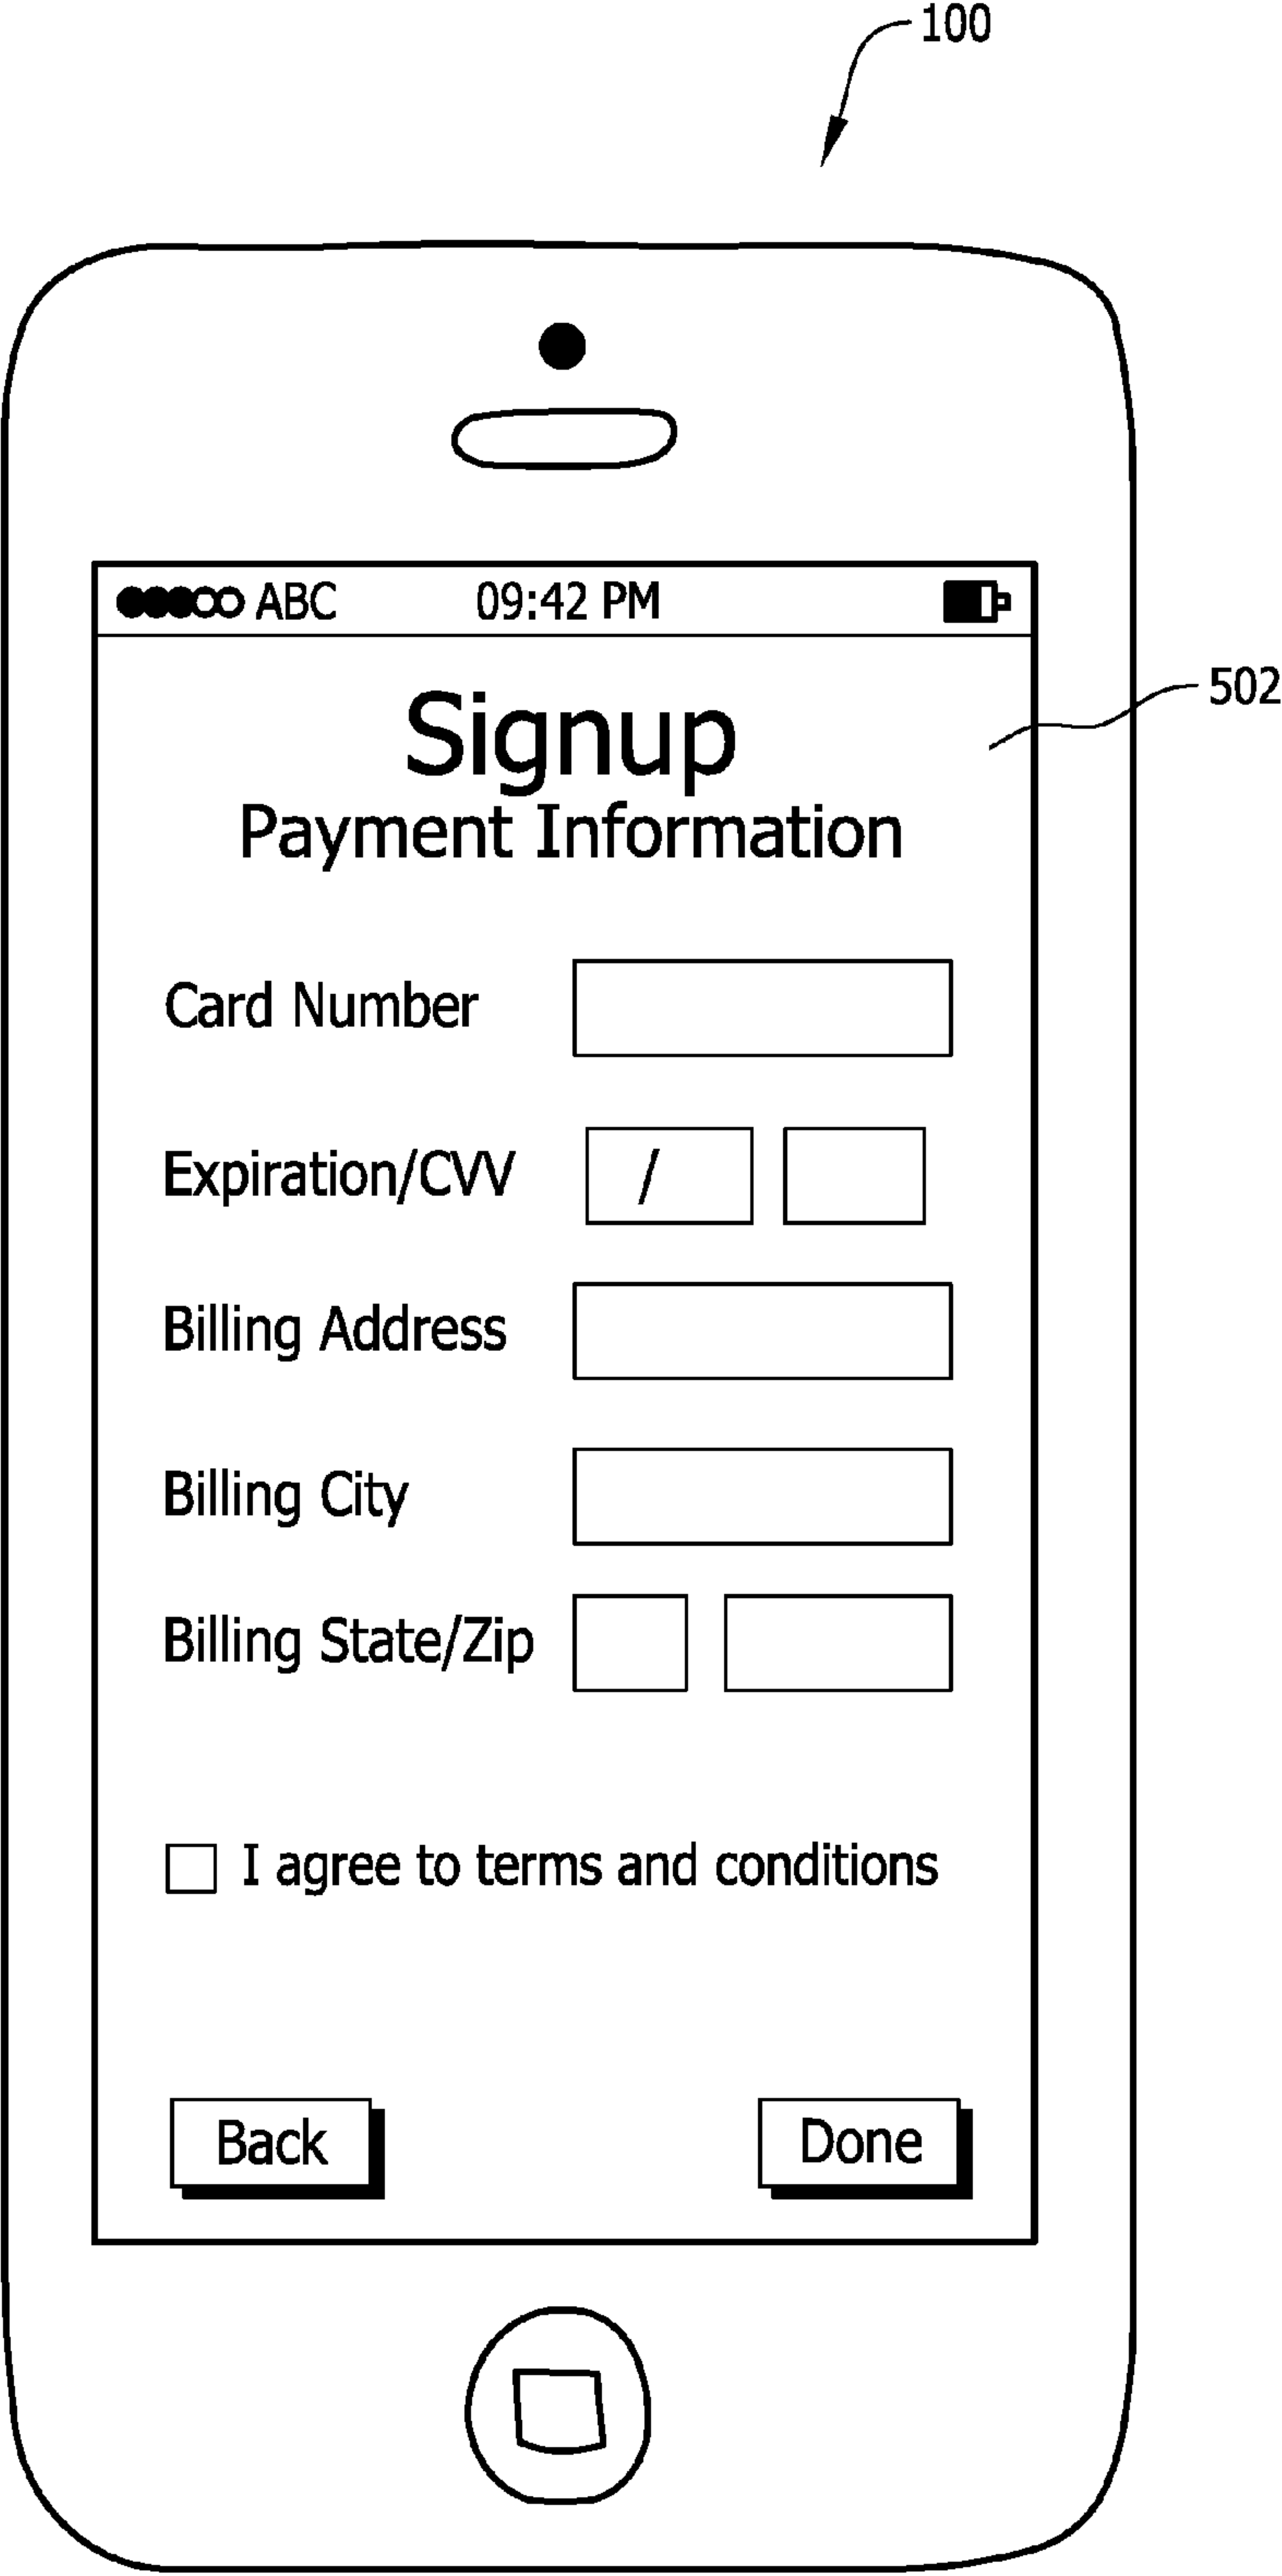 100
ABC 09:42 PM
502
Signup
Payment Information
Card Number
Expiration/CVV /
Billing Address
Billing City
Billing State/Zip
I agree to terms and conditions
Back Done